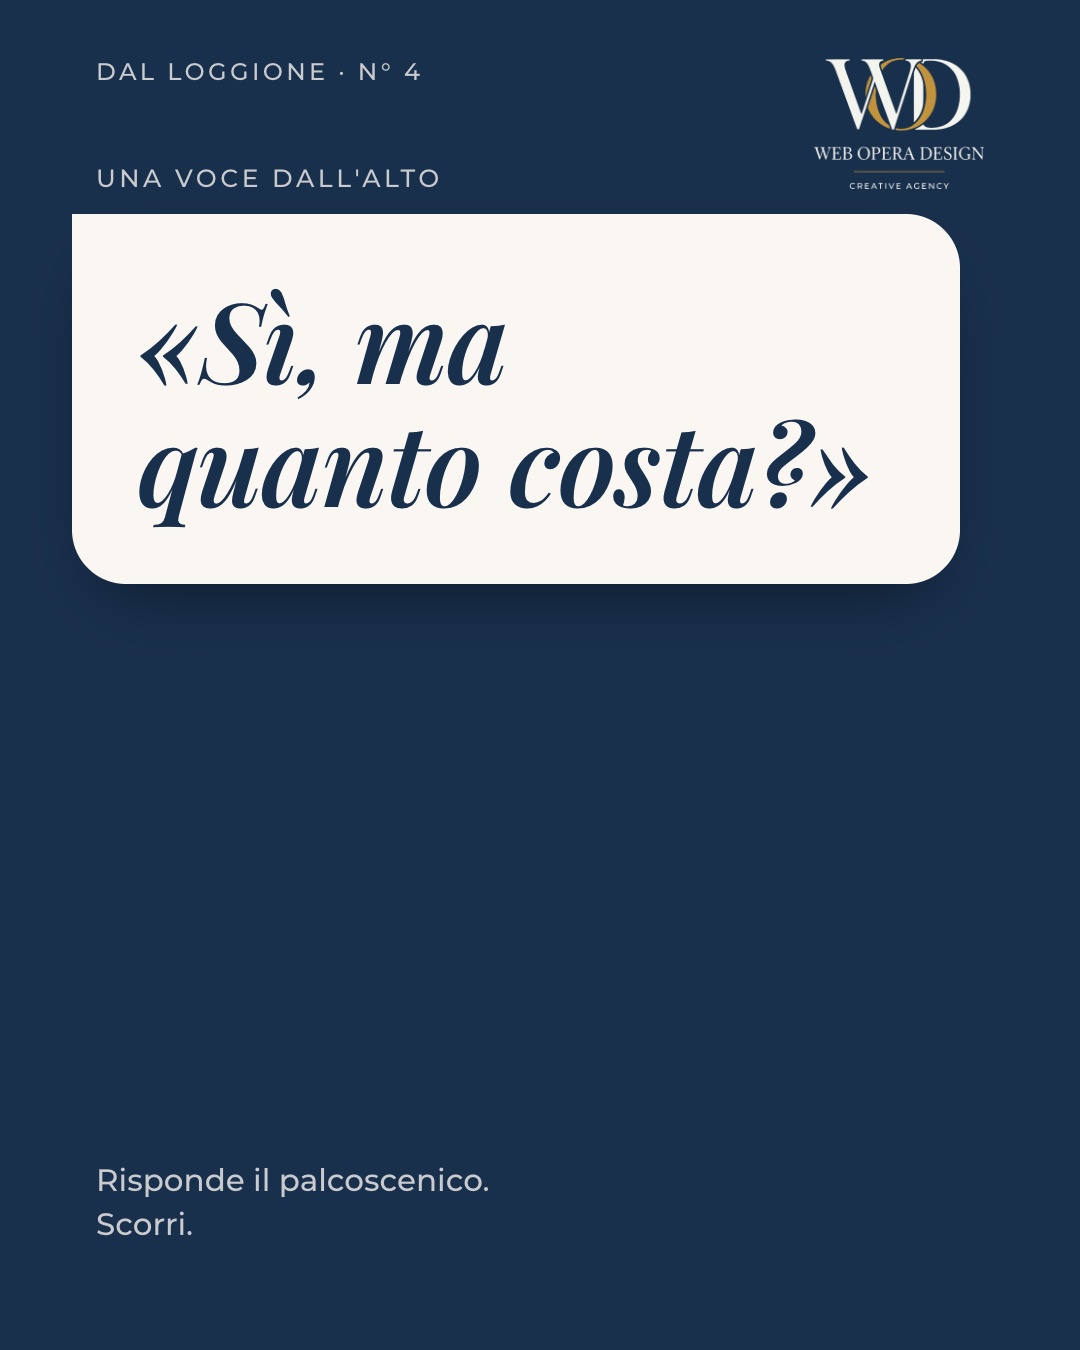 DAL LOGGIONE · N° 4
WOD
WEB OPERA DESIGN
CREATIVE AGENCY
UNA VOCE DALL'ALTO
«Sì, ma
quanto costa?»
Risponde il palcoscenico.
Scorri.